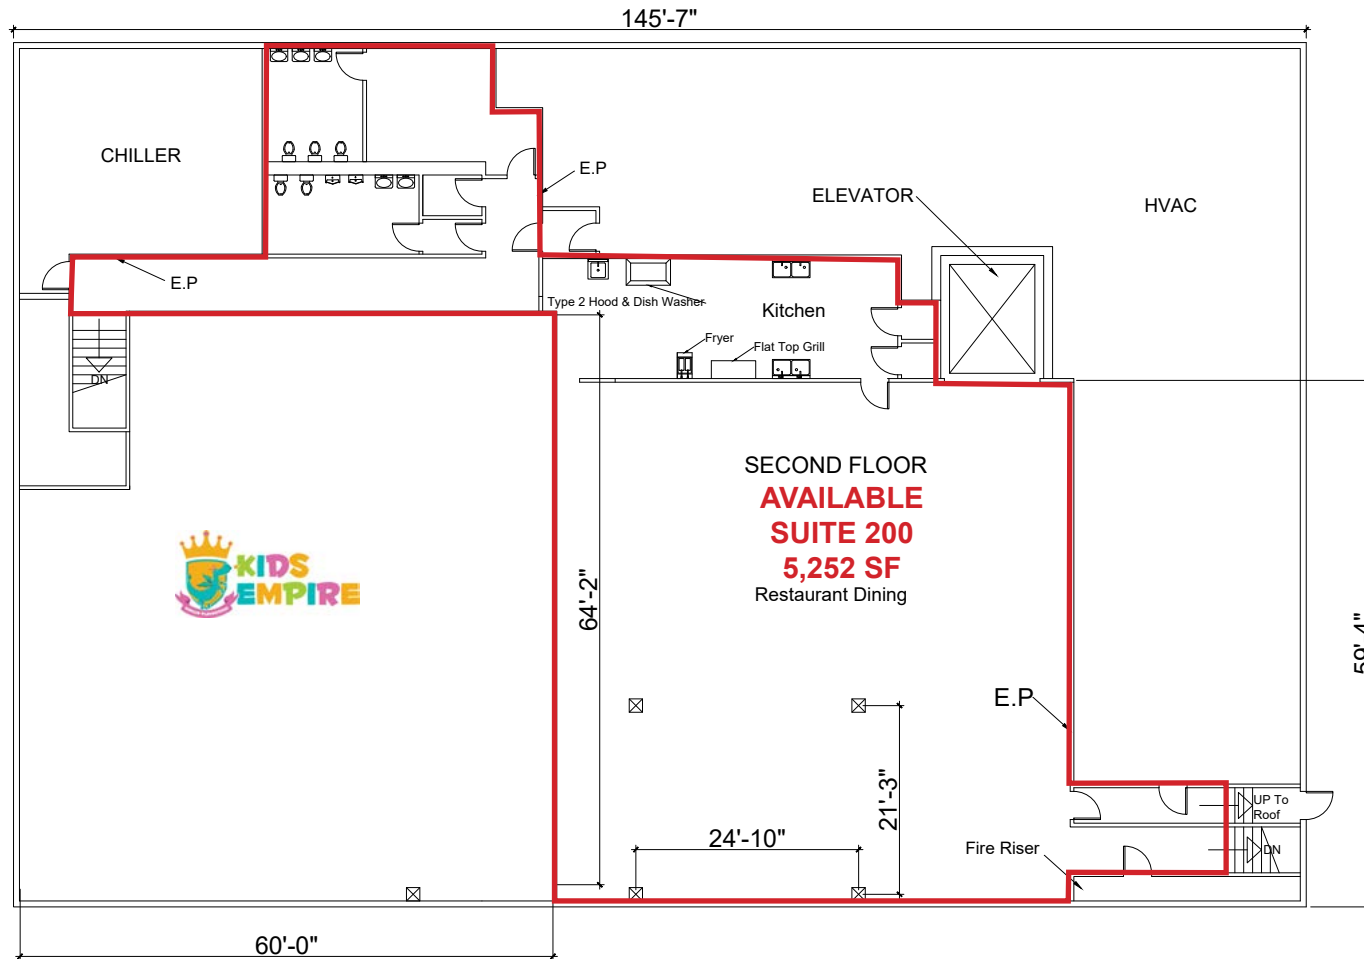 145'-7"
CHILLER
E.P
ELEVATOR
HVAC
E.P
Type 2 Hood & Dish Washer
Kitchen
Fryer
Flat Top Grill
DN
SECOND FLOOR
AVAILABLE
SUITE 200
5,252 SF
Restaurant Dining
KIDS
EMPIRE
64'-2"
59'-4"
E.P
21'-3"
24'-10"
UP To
Roof
Fire Riser
DN
60'-0"